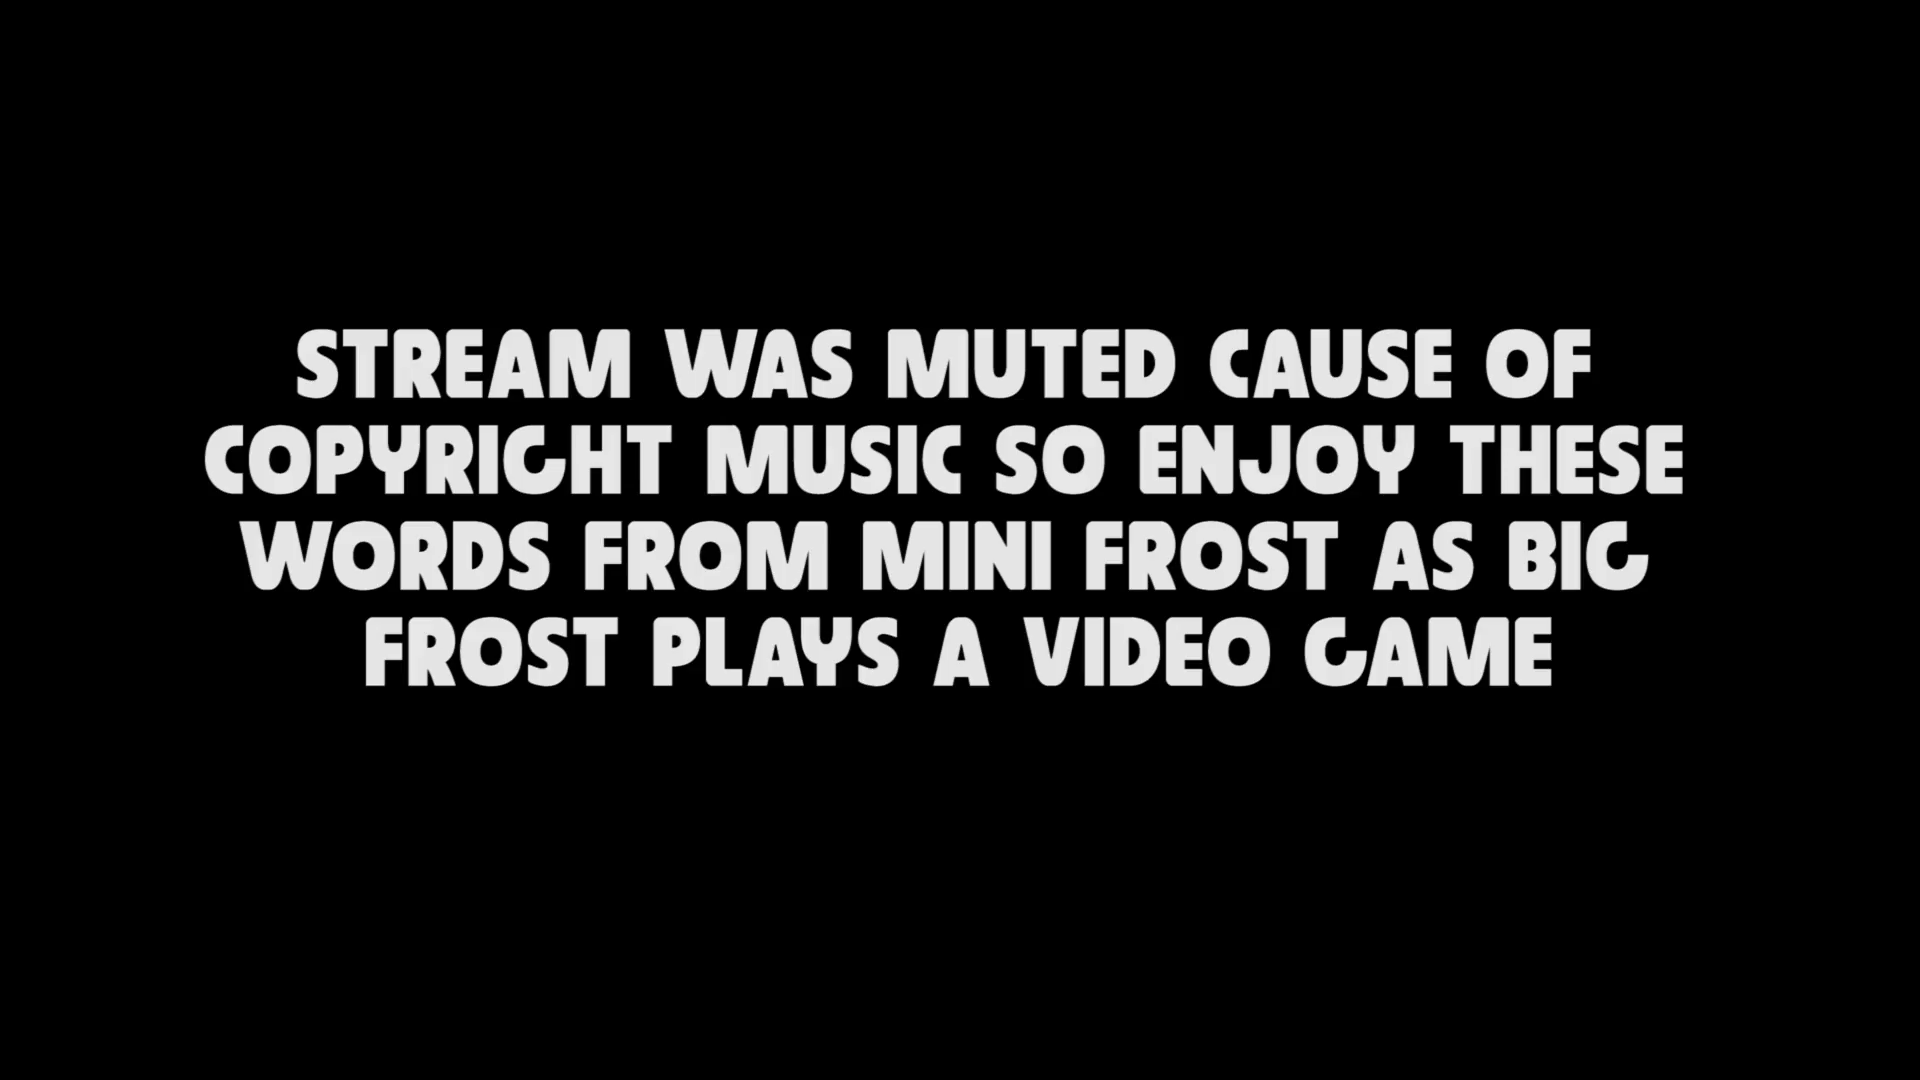 STREAM WAS MUTED CAUSE OF
COPYRIGHT MUSIC SO ENJOY THESE
WORDS FROM MINI FROST AS BIG
FROST PLAYS A VIDEO GAME